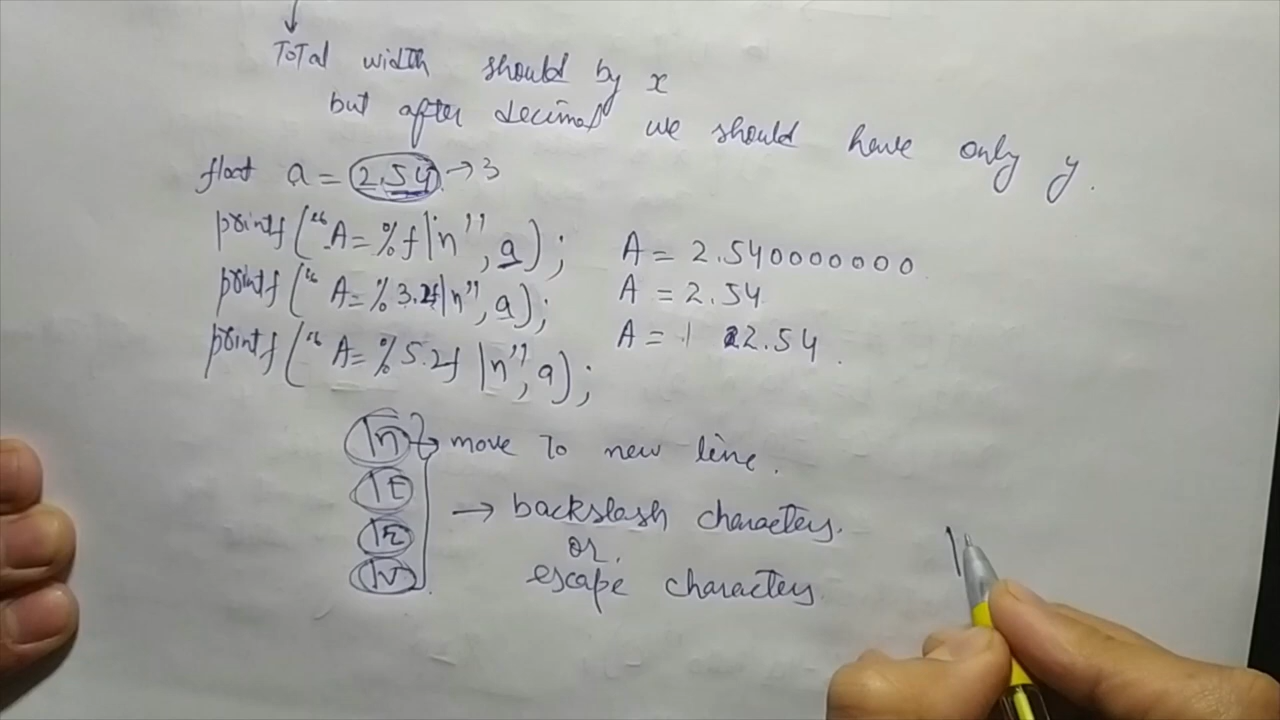 Total width should by x
but after decimal we should have only y.
float a = 2.54 → 3
printf("A=%f\n", a); A = 2.540000000
printf("A=%3.2f\n", a); A = 2.54
printf("A=%5.2f \n", a); A = 2.54.
\n → move to new line.
\t
→ backslash characters.
\r or.
\v escape characters